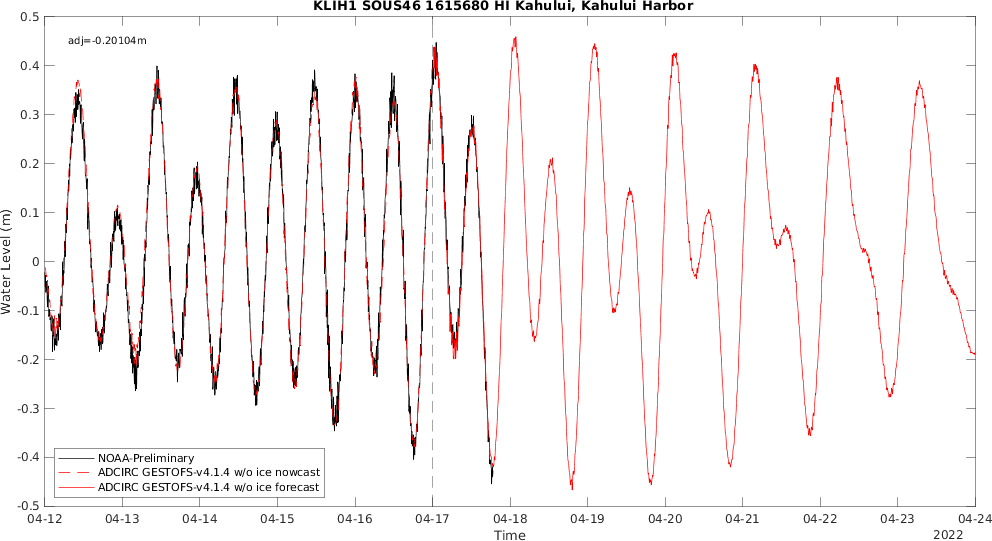 KLIH1 SOUS46 1615680 HI Kahului, Kahului Harbor
adj=-0.20104m
0.5
0.4
0.3
0.2
0.1
0
-0.1
-0.2
-0.3
-0.4
-0.5
Water Level (m)
NOAA-Preliminary
ADCIRC GESTOFS-v4.1.4 w/o ice nowcast
ADCIRC GESTOFS-v4.1.4 w/o ice forecast
04-12 04-13 04-14 04-15 04-16 04-17 04-18 04-19 04-20 04-21 04-22 04-23 04-24
Time
2022